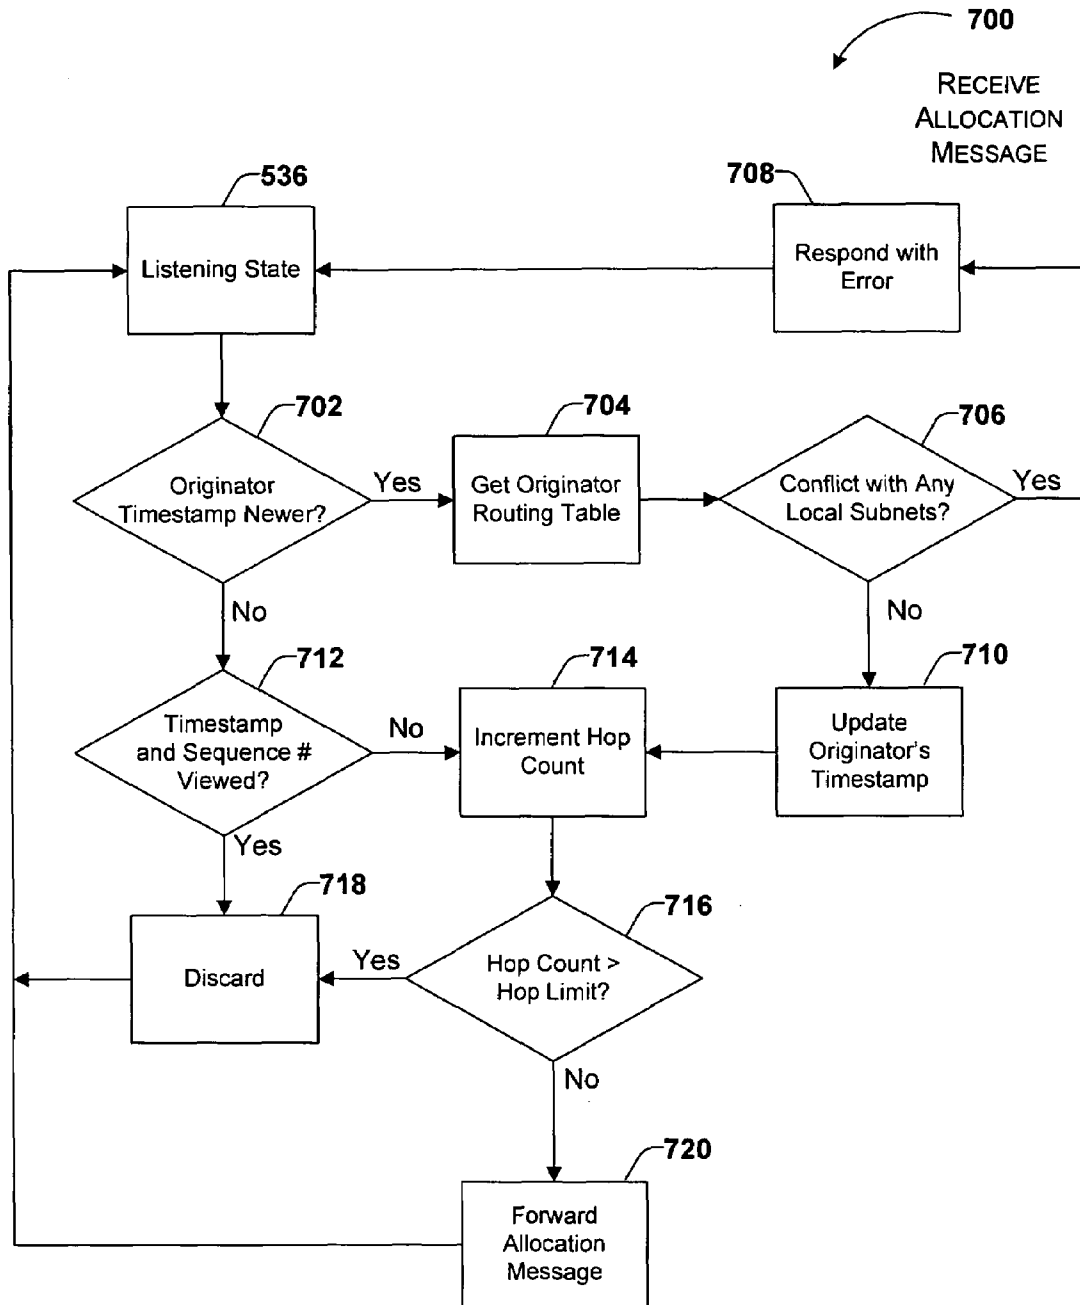 700
RECEIVE
ALLOCATION
MESSAGE
536
Listening State
708
Respond with
Error
702
Originator
Timestamp Newer?
Yes
704
Get Originator
Routing Table
706
Conflict with Any
Local Subnets?
Yes
No
No
712
Timestamp
and Sequence #
Viewed?
No
714
Increment Hop
Count
710
Update
Originator's
Timestamp
Yes
718
Discard
Yes
716
Hop Count >
Hop Limit?
No
720
Forward
Allocation
Message